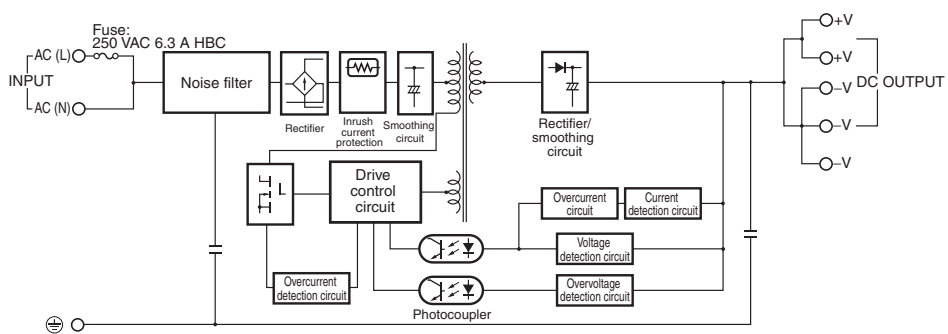 Fuse:
250 VAC 6.3 A HBC
AC (L)
INPUT
AC (N)
Noise filter
Rectifier
Inrush
current
protection
Smoothing
circuit
Rectifier/
smoothing
circuit
+V
+V
–V
DC OUTPUT
–V
–V
Drive
control
circuit
Overcurrent
circuit
Current
detection circuit
Voltage
detection circuit
Overcurrent
detection circuit
Overvoltage
detection circuit
Photocoupler